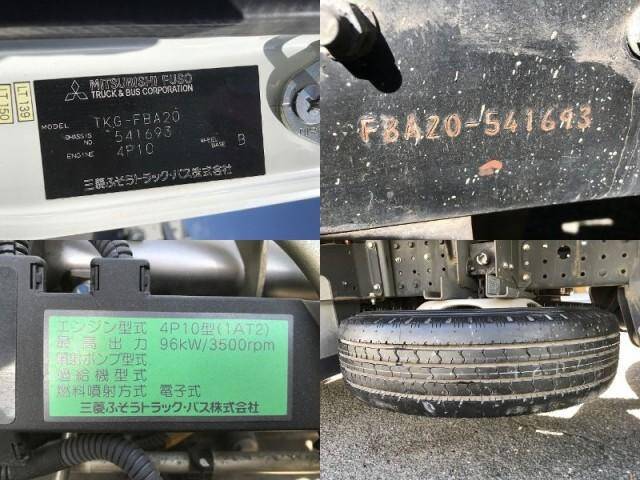 MITSUBISHI FUSO
TRUCK & BUS CORPORATION
MODEL TKG-FBA20
CHASSIS NO. 541693
ENGINE 4P10 WHEEL BASE B
三菱ふそうトラック・バス株式会社
LT139
LT150
FBA20-541693
エンジン型式 4P10型(1AT2)
最高出力 96kW/3500rpm
噴射ポンプ型式
過給機型式
燃料噴射方式 電子式
三菱ふそうトラック・バス株式会社